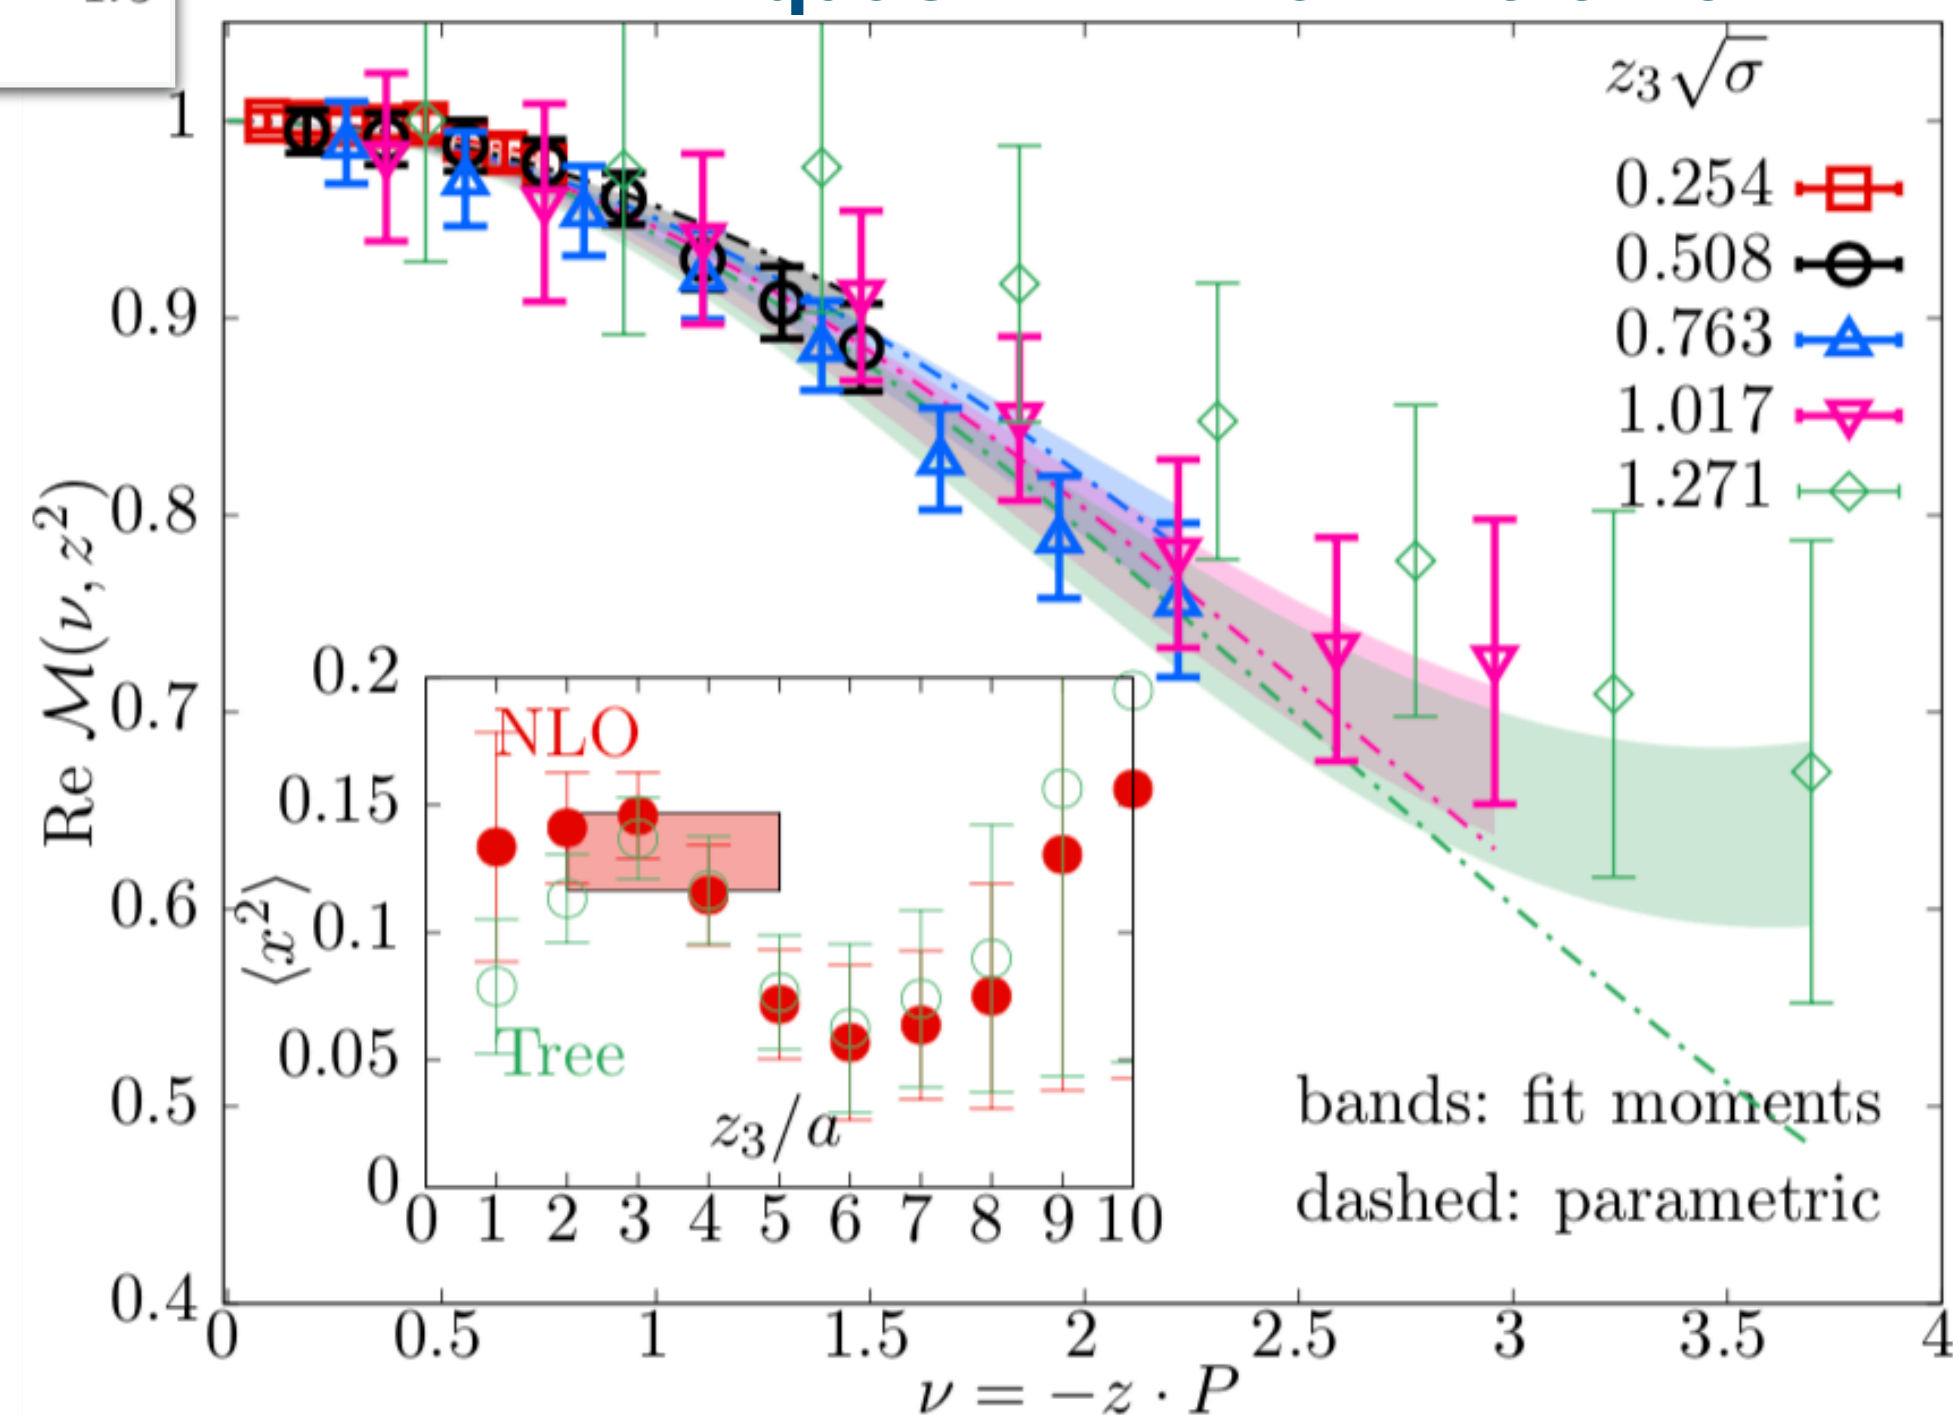 z₃√σ
1
0.254
0.508
0.9
0.763
1.017
0.8
1.271
Re ℳ(ν, z²)
0.7
0.6
0.5
0.4
0.2
NLO
0.15
⟨x²⟩
0.1
0.05
Tree
z₃/a
0
0 1 2 3 4 5 6 7 8 9 10
bands: fit moments
dashed: parametric
0 0.5 1 1.5 2 2.5 3 3.5 4
ν = −z · P